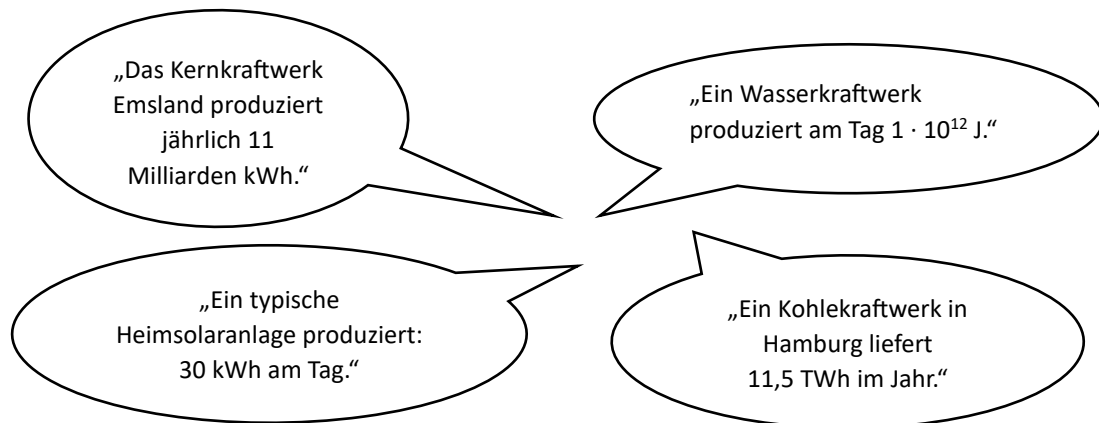 „Das Kernkraftwerk
Emsland produziert
jährlich 11
Milliarden kWh.“
„Ein Wasserkraftwerk
produziert am Tag 1 · 10¹² J.“
„Ein typische
Heimsolaranlage produziert:
30 kWh am Tag.“
„Ein Kohlekraftwerk in
Hamburg liefert
11,5 TWh im Jahr.“